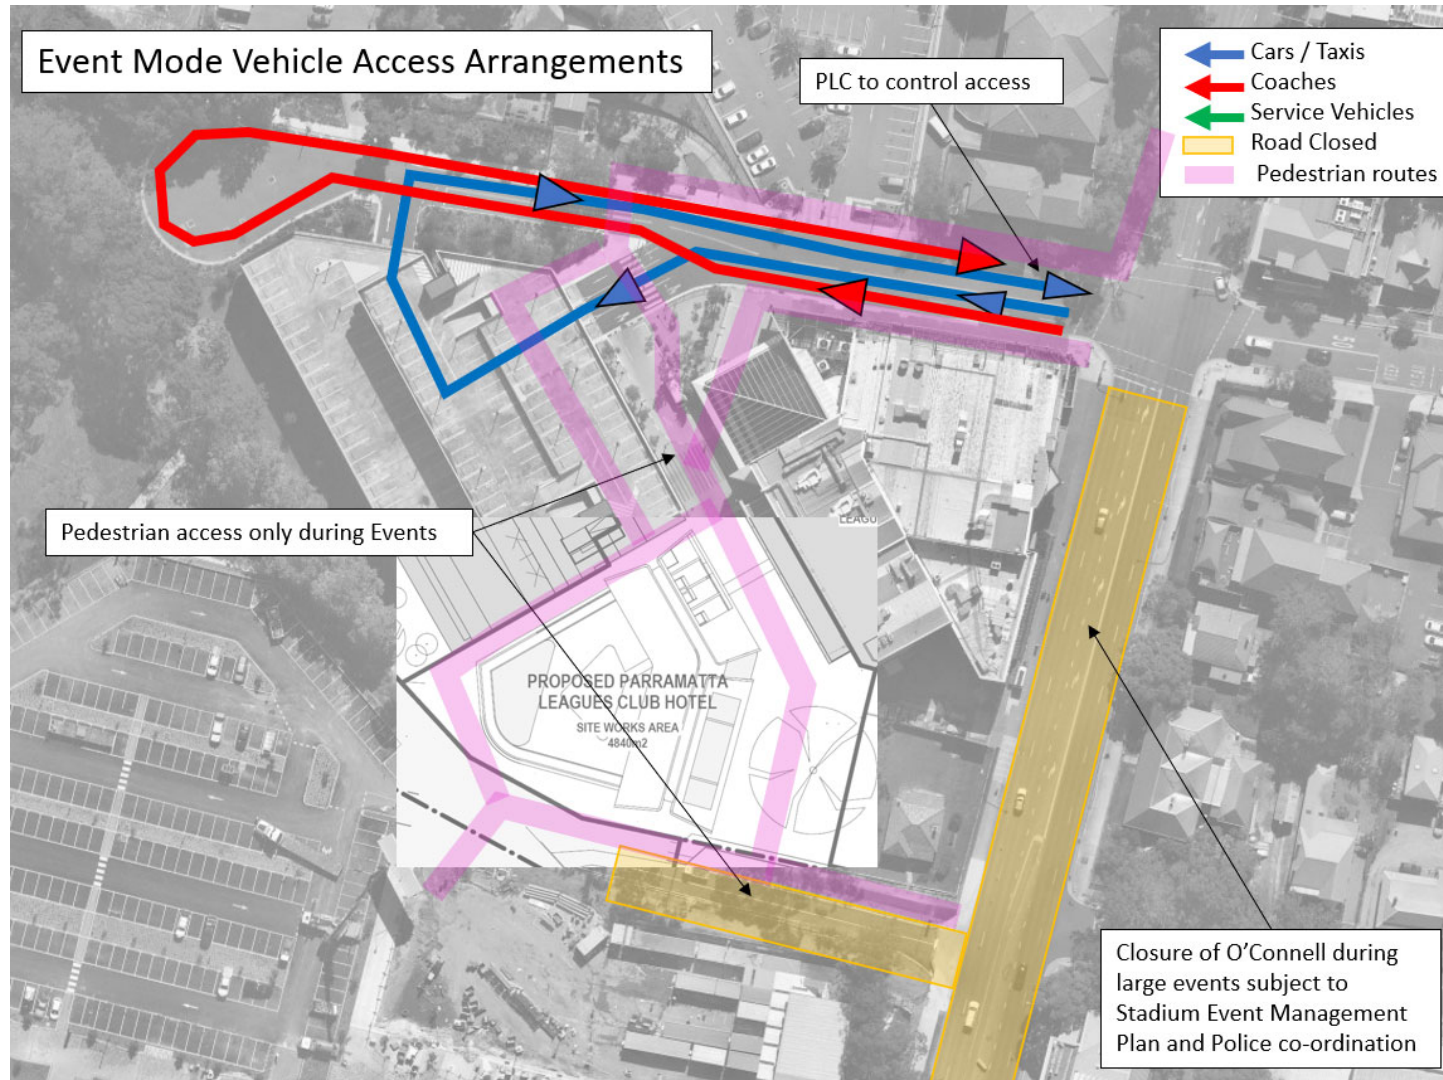 Event Mode Vehicle Access Arrangements
PLC to control access
Cars / Taxis
Coaches
Service Vehicles
Road Closed
Pedestrian routes
Pedestrian access only during Events
LEAGU
PROPOSED PARRAMATTA
LEAGUES CLUB HOTEL
SITE WORKS AREA
4840m2
Closure of O'Connell during
large events subject to
Stadium Event Management
Plan and Police co-ordination